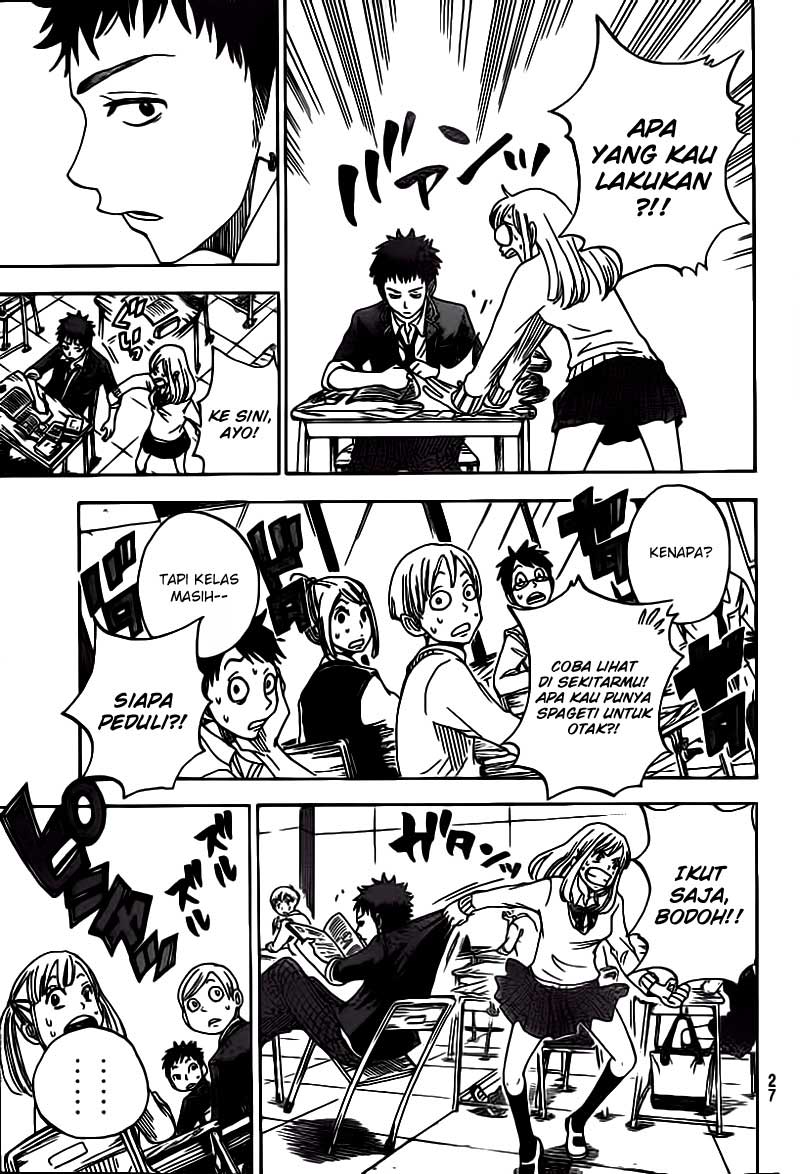 APA
YANG KAU
LAKUKAN
?!!
バァンッ
KE SINI,
AYO!
KENAPA?
COBA LIHAT
DI SEKITARMU!
APA KAU PUNYA
SPAGETI UNTUK
OTAK?!
TAPI KELAS
MASIH--
SIAPA
PEDULI?!
IKUT
SAJA,
BODOH!!
ガタンッ
ズル
ズル
27